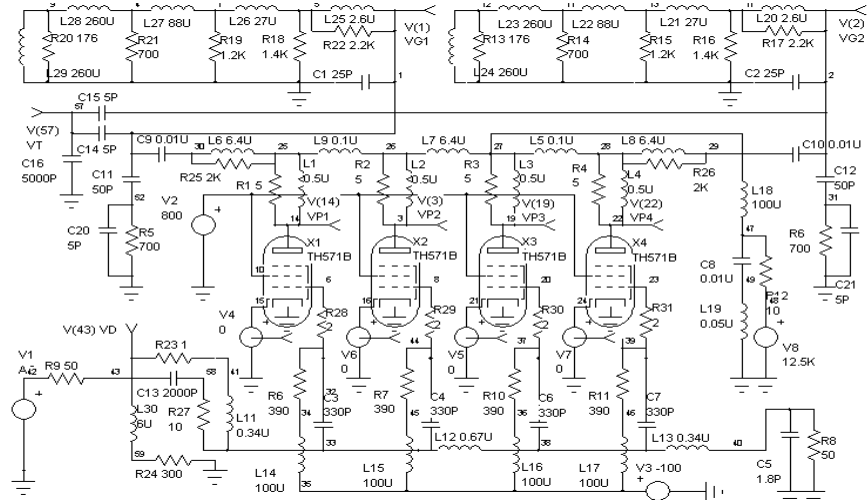 9 L28 260U 4 L27 88U 1 L26 27U 5 L25 2.6U
V(1)
VG1
R20 176
R21
700
R19
1.2K
R18
1.4K
R22 2.2K
L29 260U
C1 25P
1
12 L23 260U 11 L22 88U 13 L21 27U 11 L20 2.6U
V(2)
VG2
R13 176
R14
700
R15
1.2K
R16
1.4K
R17 2.2K
L24 260U
C2 25P
2
C15 5P
57
V(57)
VT
C14 5P
C16
5000P
C9 0.01U
30
L6 6.4U
25
L9 0.1U
26
L7 6.4U
27
L5 0.1U
28
L8 6.4U
29
C10 0.01U
C11
50P
R25 2K
R1 5
L1
0.5U
R2
5
L2
0.5U
R3
5
L3
0.5U
R4
5
L4
0.5U
R26
2K
C12
50P
L18
100U
52
V2
800
V(14)
VP1
14
V(3)
VP2
3
V(19)
VP3
19
V(22)
VP4
22
31
C20
5P
R5
700
X1
TH571B
X2
TH571B
X3
TH571B
X4
TH571B
47
R6
700
C21
5P
10
6
8
20
23
C8
0.01U
49
48
R12
10
15
16
21
24
R28
2
R29
2
R30
2
R31
2
V4
0
V6
0
V5
0
V7
0
L19
0.05U
V8
12.5K
V(43) VD
R23 1
44
37
39
V1
42
R9 50
43
C13 2000P
58
41
R27
10
L30
6U
L11
0.34U
R6
390
34
32
C3
330P
33
R7
390
45
C4
330P
R10
390
36
C6
330P
38
R11
390
46
C7
330P
L12 0.67U
L13 0.34U
40
59
R24 300
L14
100U
35
L15
100U
L16
100U
L17
100U
V3 -100
C5
1.8P
R8
50